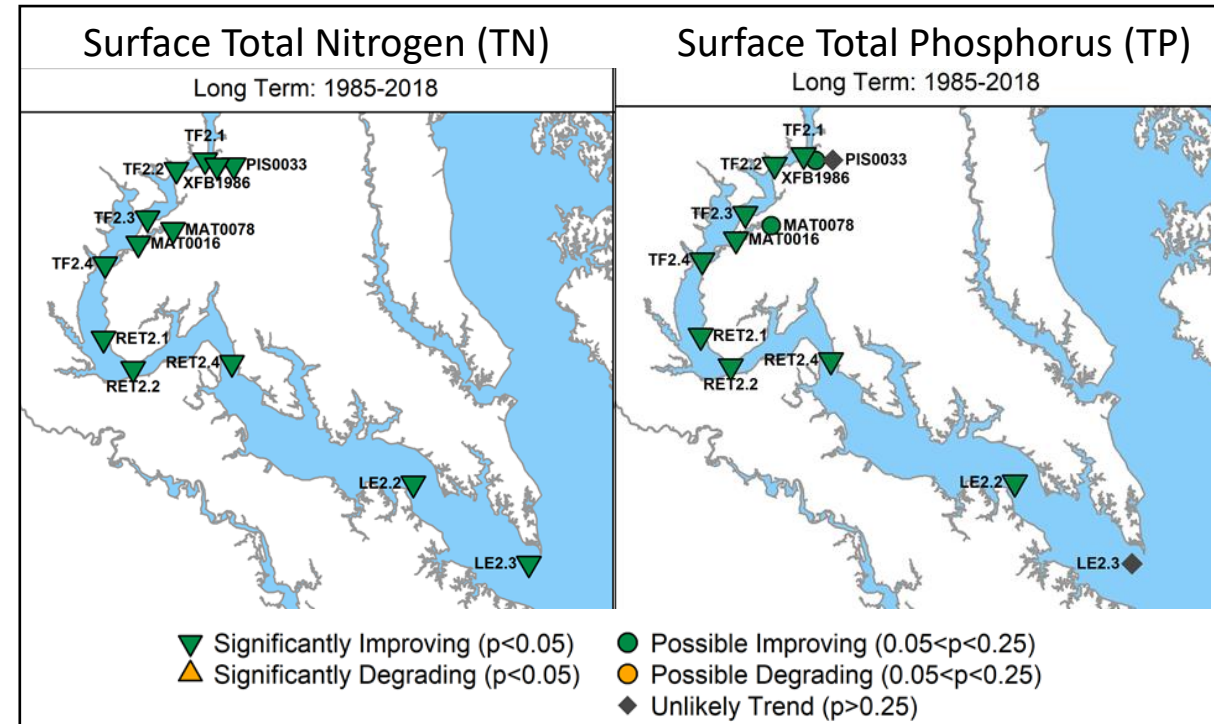 Surface Total Nitrogen (TN)
Long Term: 1985-2018
TF2.1
TF2.2
PIS0033
XFB1986
TF2.3
MAT0078
MAT0016
TF2.4
RET2.1
RET2.4
RET2.2
LE2.2
LE2.3
Surface Total Phosphorus (TP)
Long Term: 1985-2018
TF2.1
TF2.2
PIS0033
XFB1986
TF2.3
MAT0078
MAT0016
TF2.4
RET2.1
RET2.4
RET2.2
LE2.2
LE2.3
Significantly Improving (p<0.05)
Significantly Degrading (p<0.05)
Possible Improving (0.05<p<0.25)
Possible Degrading (0.05<p<0.25)
Unlikely Trend (p>0.25)